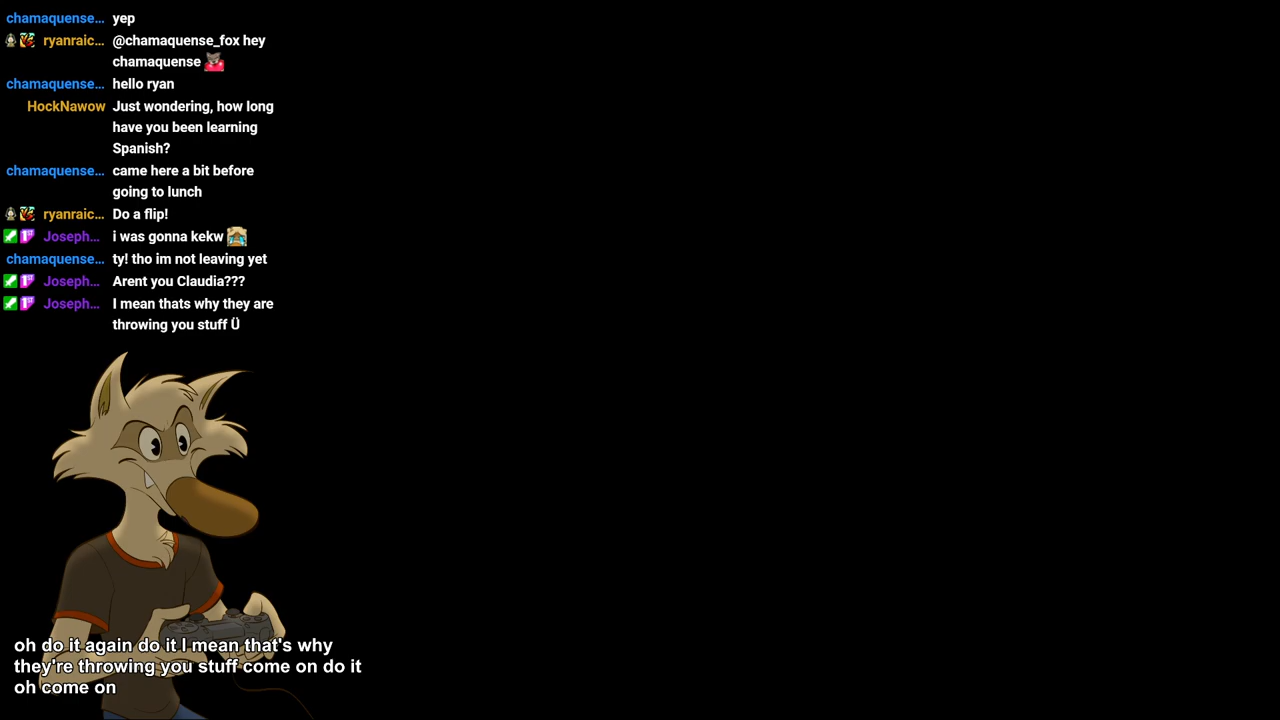 chamaquense... yep
ryanraic... @chamaquense_fox hey
chamaquense
chamaquense... hello ryan
HockNawow Just wondering, how long
have you been learning
Spanish?
chamaquense... came here a bit before
going to lunch
ryanraic... Do a flip!
Joseph... i was gonna kekw
chamaquense... ty! tho im not leaving yet
Joseph... Arent you Claudia???
Joseph... I mean thats why they are
throwing you stuff Ü
oh do it again do it I mean that's why
they're throwing you stuff come on do it
oh come on